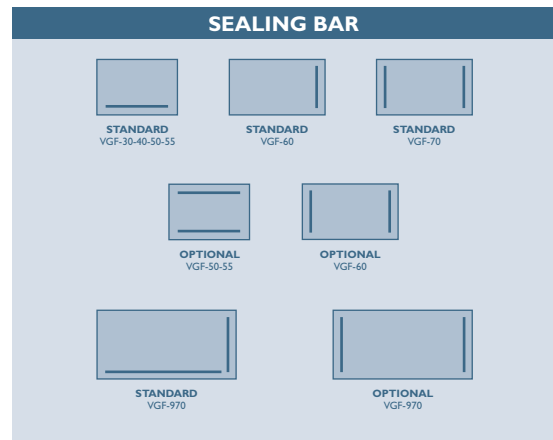 SEALING BAR
STANDARD
VGF-30-40-50-55
STANDARD
VGF-60
STANDARD
VGF-70
OPTIONAL
VGF-50-55
OPTIONAL
VGF-60
STANDARD
VGF-970
OPTIONAL
VGF-970